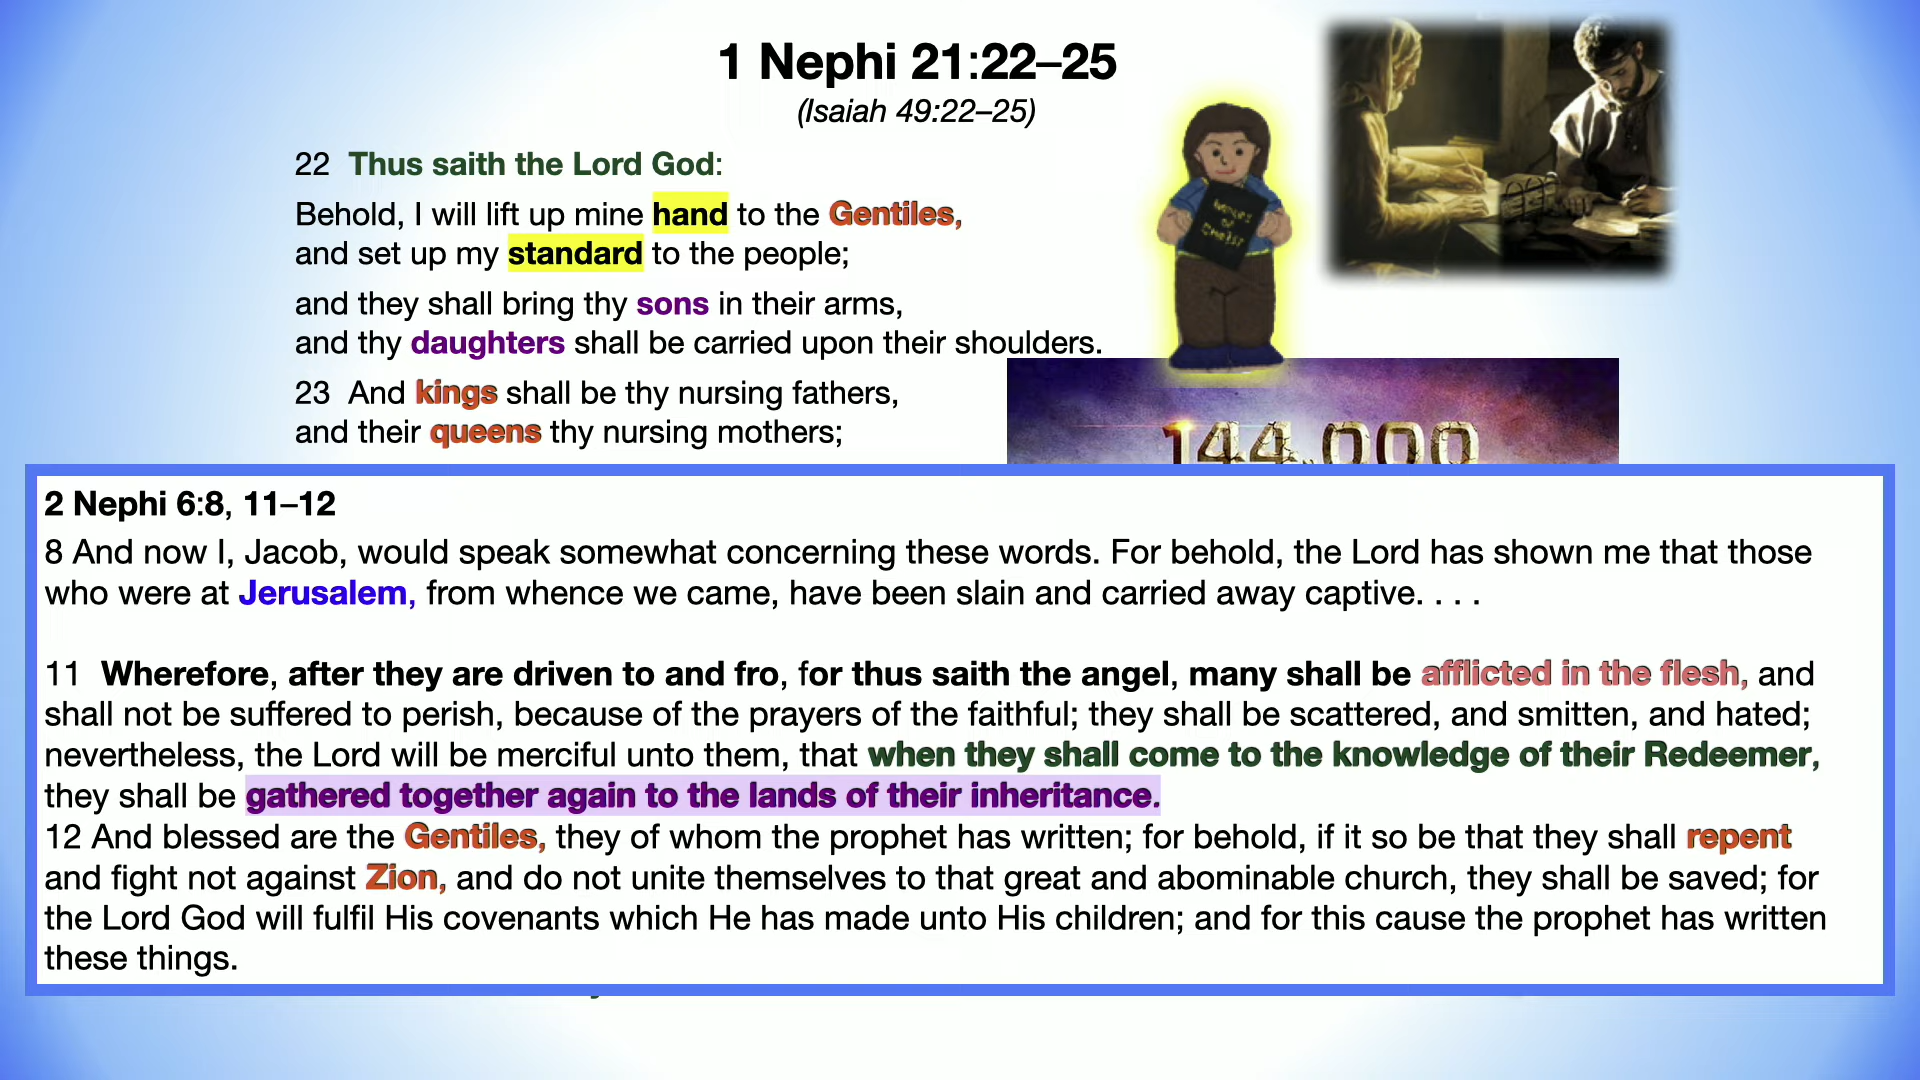 1 Nephi 21:22–25
(Isaiah 49:22–25)
22 Thus saith the Lord God:
Behold, I will lift up mine hand to the Gentiles,
and set up my standard to the people;
and they shall bring thy sons in their arms,
and thy daughters shall be carried upon their shoulders.
23 And kings shall be thy nursing fathers,
and their queens thy nursing mothers;
144,000
2 Nephi 6:8, 11–12
8 And now I, Jacob, would speak somewhat concerning these words. For behold, the Lord has shown me that those
who were at Jerusalem, from whence we came, have been slain and carried away captive. . . .
11 Wherefore, after they are driven to and fro, for thus saith the angel, many shall be afflicted in the flesh, and
shall not be suffered to perish, because of the prayers of the faithful; they shall be scattered, and smitten, and hated;
nevertheless, the Lord will be merciful unto them, that when they shall come to the knowledge of their Redeemer,
they shall be gathered together again to the lands of their inheritance.
12 And blessed are the Gentiles, they of whom the prophet has written; for behold, if it so be that they shall repent
and fight not against Zion, and do not unite themselves to that great and abominable church, they shall be saved; for
the Lord God will fulfil His covenants which He has made unto His children; and for this cause the prophet has written
these things.